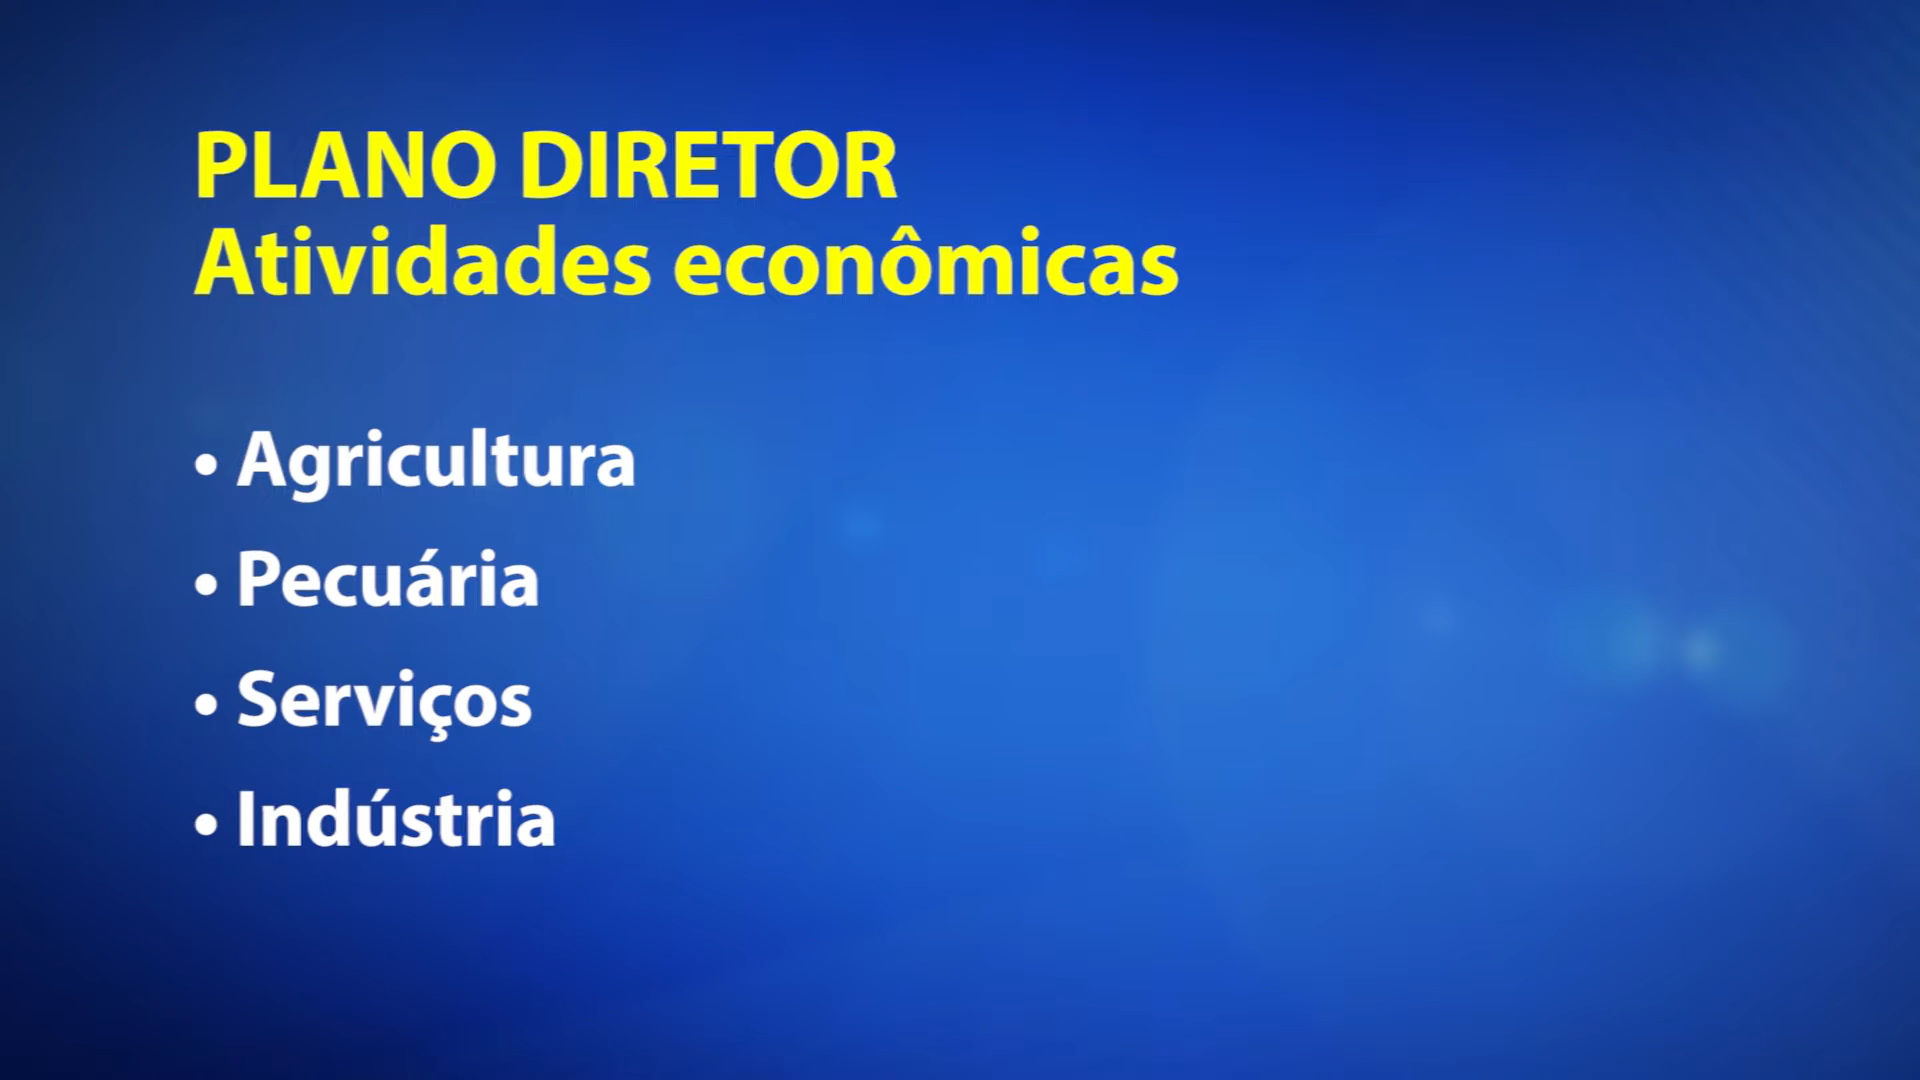 PLANO DIRETOR
Atividades econômicas
• Agricultura
• Pecuária
• Serviços
• Indústria